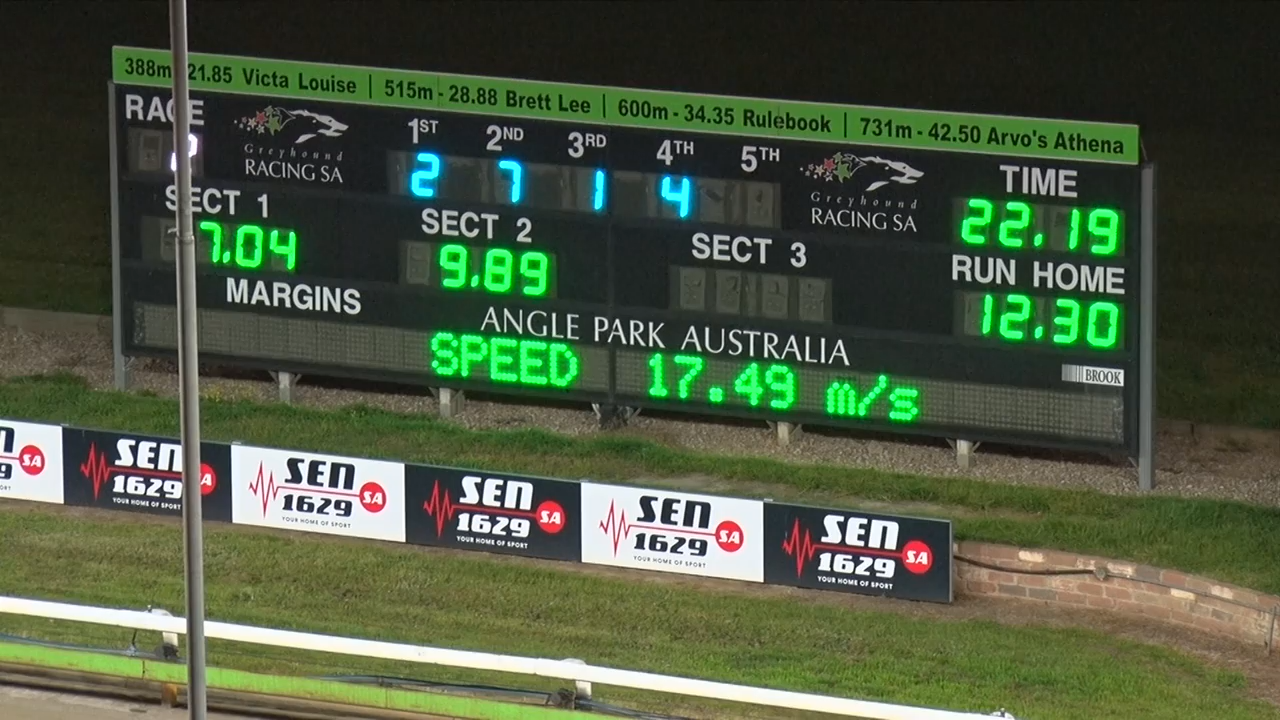 388m 21.85 Victa Louise | 515m - 28.88 Brett Lee | 600m - 34.35 Rulebook | 731m - 42.50 Arvo's Athena
RACE
Greyhound
RACING SA
1ST 2ND 3RD 4TH 5TH
2 7 1 4
Greyhound
RACING SA
TIME
22.19
SECT 1
7.04
SECT 2
9.89
SECT 3
RUN HOME
12.30
MARGINS
ANGLE PARK AUSTRALIA
SPEED 17.49 m/s
BROOK
9 SA
SEN
1629 SA
YOUR HOME OF SPORT
SEN
1629 SA
YOUR HOME OF SPORT
SEN
1629 SA
YOUR HOME OF SPORT
SEN
1629 SA
YOUR HOME OF SPORT
SEN
1629 SA
YOUR HOME OF SPORT